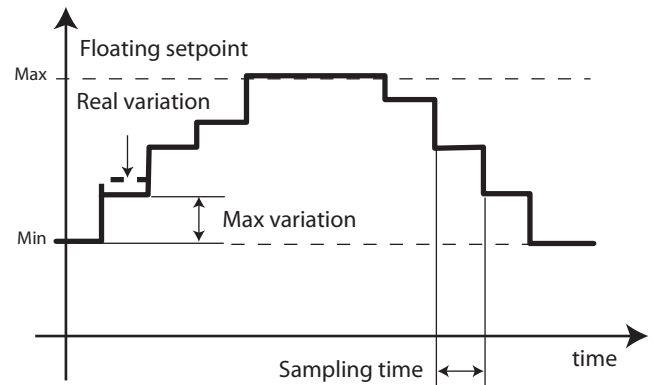 Floating setpoint
Max
Real variation
Max variation
Min
time
Sampling time